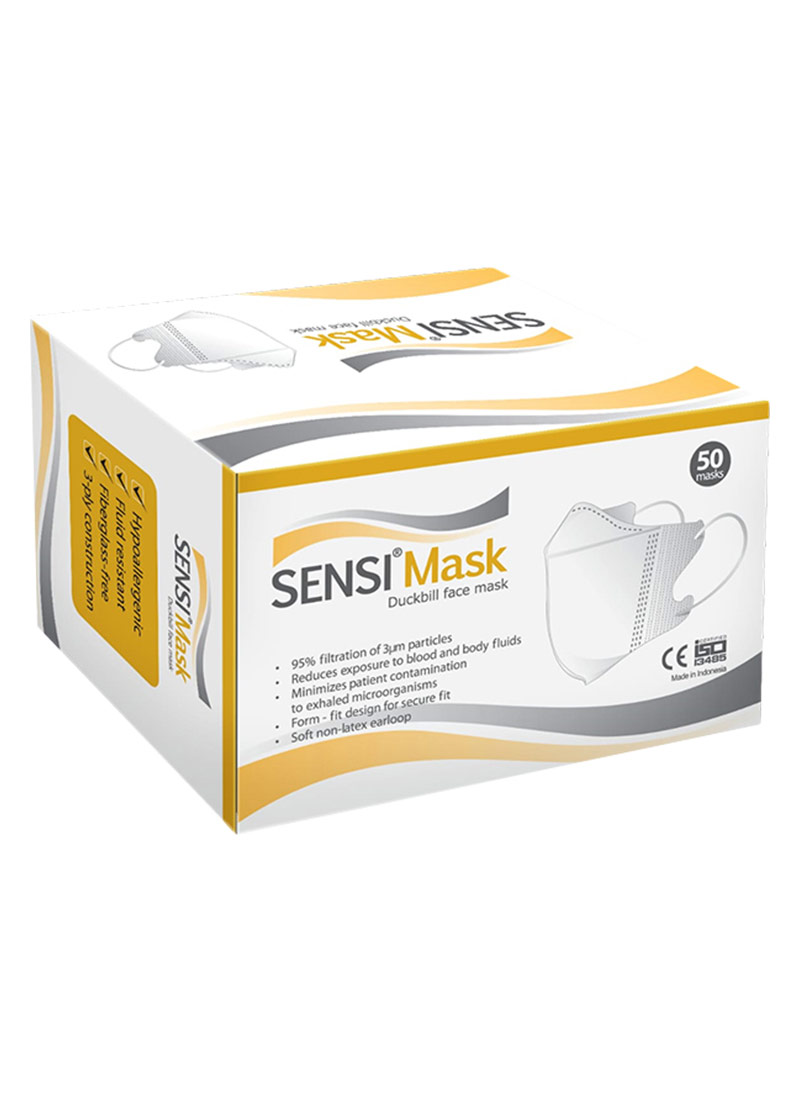 SENSI® Mask
Duckbill face mask
Hypoallergenic
Fluid resistant
Fiberglass-free
3-ply construction
SENSI® Mask
Duckbill face mask
50
masks
SENSI® Mask
Duckbill face mask
• 95% filtration of 3µm particles
• Reduces exposure to blood and body fluids
• Minimizes patient contamination
to exhaled microorganisms
• Form - fit design for secure fit
• Soft non-latex earloop
CE
CERTIFIED
ISO
13485
Made in Indonesia